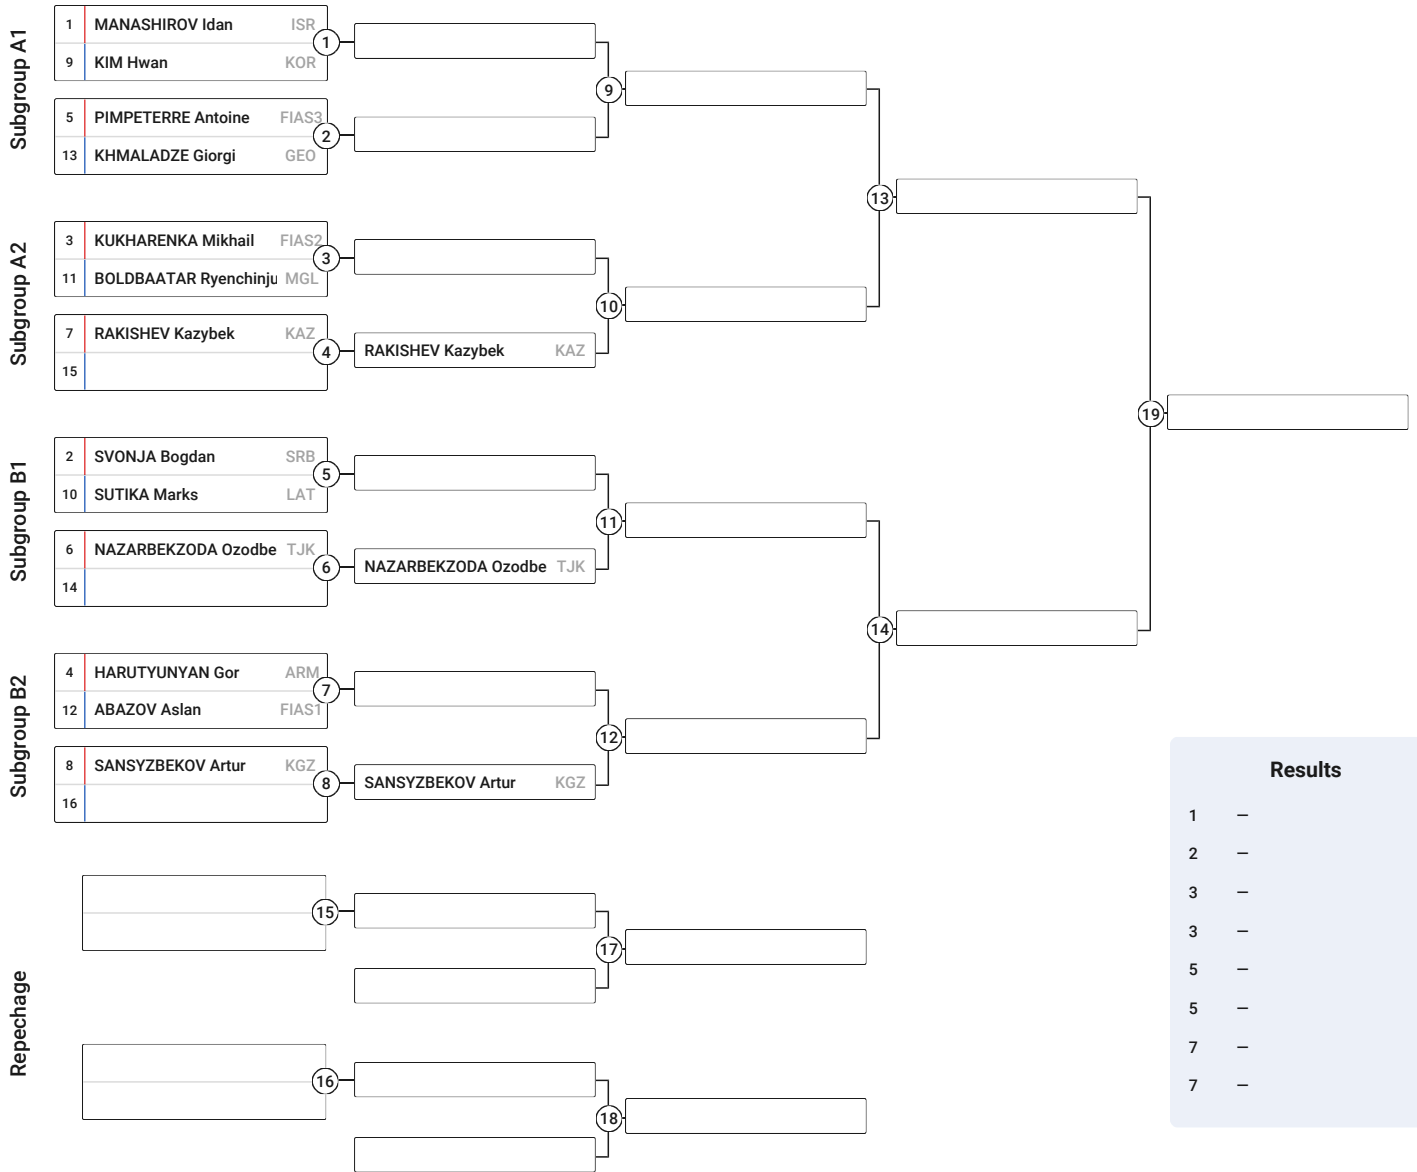 Subgroup A1
1 MANASHIROV Idan ISR
9 KIM Hwan KOR
1
5 PIMPETERRE Antoine FIAS3
13 KHMALADZE Giorgi GEO
2
9
Subgroup A2
3 KUKHARENKA Mikhail FIAS2
11 BOLDBAATAR Ryenchinju MGL
3
7 RAKISHEV Kazybek KAZ
15
4
RAKISHEV Kazybek KAZ
10
13
Subgroup B1
2 SVONJA Bogdan SRB
10 SUTIKA Marks LAT
5
6 NAZARBEKZODA Ozodbe TJK
14
6
NAZARBEKZODA Ozodbe TJK
11
Subgroup B2
4 HARUTYUNYAN Gor ARM
12 ABAZOV Aslan FIAS1
7
8 SANSYZBEKOV Artur KGZ
16
8
SANSYZBEKOV Artur KGZ
12
14
19
Repechage
15
17
16
18
Results
1 –
2 –
3 –
3 –
5 –
5 –
7 –
7 –